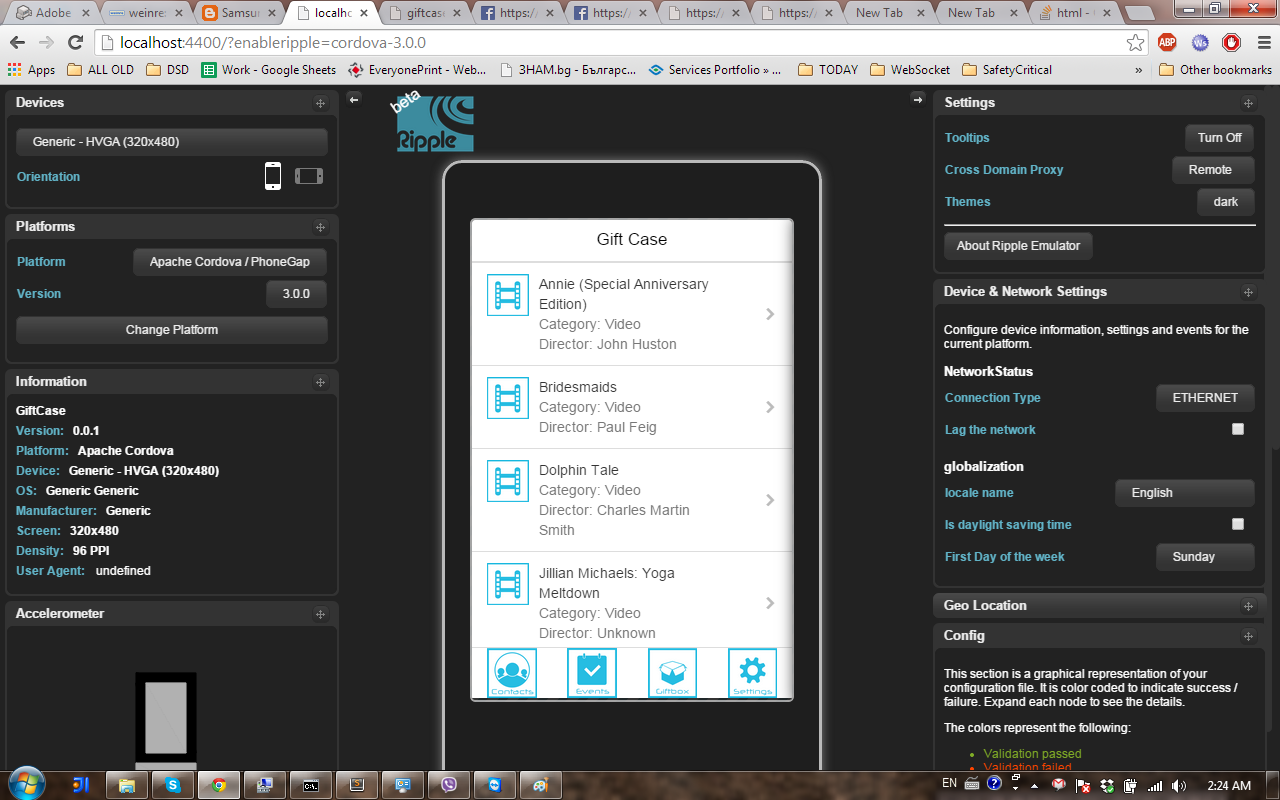 Adobe
weinre
Samsu
localho
giftcase
https:/
https:/
https:/
https:/
New Tab
New Tab
html -
localhost:4400/?enableripple=cordova-3.0.0
ABP
Apps
ALL OLD
DSD
Work - Google Sheets
EveryonePrint - Web...
ЗНАМ.bg - Българс...
Services Portfolio » ...
TODAY
WebSocket
SafetyCritical
»
Other bookmarks
Devices
Generic - HVGA (320x480)
Orientation
Platforms
Platform
Apache Cordova / PhoneGap
Version
3.0.0
Change Platform
Information
GiftCase
Version: 0.0.1
Platform: Apache Cordova
Device: Generic - HVGA (320x480)
OS: Generic Generic
Manufacturer: Generic
Screen: 320x480
Density: 96 PPI
User Agent: undefined
Accelerometer
beta
Ripple
Gift Case
Annie (Special Anniversary
Edition)
Category: Video
Director: John Huston
Bridesmaids
Category: Video
Director: Paul Feig
Dolphin Tale
Category: Video
Director: Charles Martin
Smith
Jillian Michaels: Yoga
Meltdown
Category: Video
Director: Unknown
Contacts
Events
Giftbox
Settings
Settings
Tooltips
Turn Off
Cross Domain Proxy
Remote
Themes
dark
About Ripple Emulator
Device & Network Settings
Configure device information, settings and events for the
current platform.
NetworkStatus
Connection Type
ETHERNET
Lag the network
globalization
locale name
English
Is daylight saving time
First Day of the week
Sunday
Geo Location
Config
This section is a graphical representation of your
configuration file. It is color coded to indicate success /
failure. Expand each node to see the details.
The colors represent the following:
Validation passed
Validation failed
EN
2:24 AM